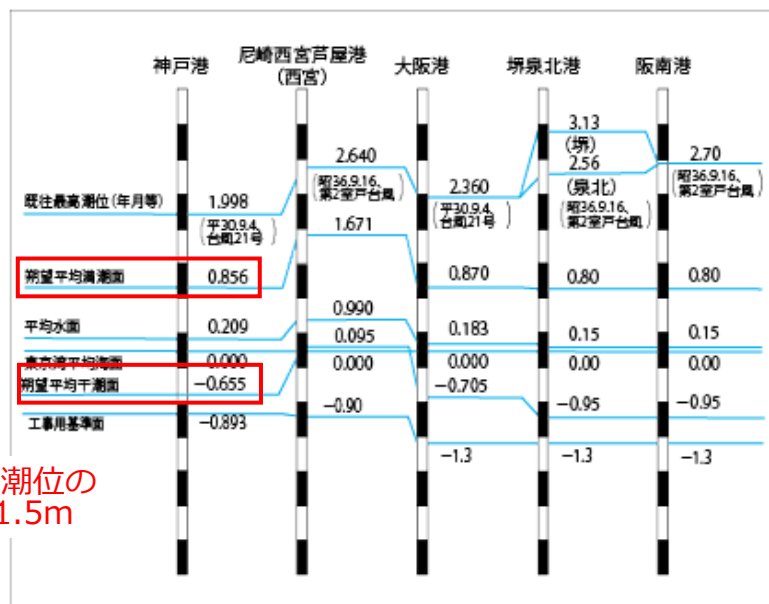 神戸港
尼崎西宮芦屋港
(西宮)
大阪港
堺泉北港
阪南港
既往最高潮位(年月等)
1.998
(平30.9.4、
台風21号)
2.640
(昭36.9.16、
第2室戸台風)
2.360
(平30.9.4、
台風21号)
3.13
(堺)
2.56
(泉北)
(昭36.9.16、
第2室戸台風)
2.70
(昭36.9.16、
第2室戸台風)
朔望平均満潮面
0.856
1.671
0.870
0.80
0.80
平均水面
0.209
0.990
0.183
0.15
0.15
東京湾平均海面
0.000
0.000
0.000
0.00
0.00
朔望平均干潮面
−0.655
0.095
−0.705
−0.95
−0.95
工事用基準面
−0.893
−0.90
−1.3
−1.3
−1.3
潮位の
1.5m